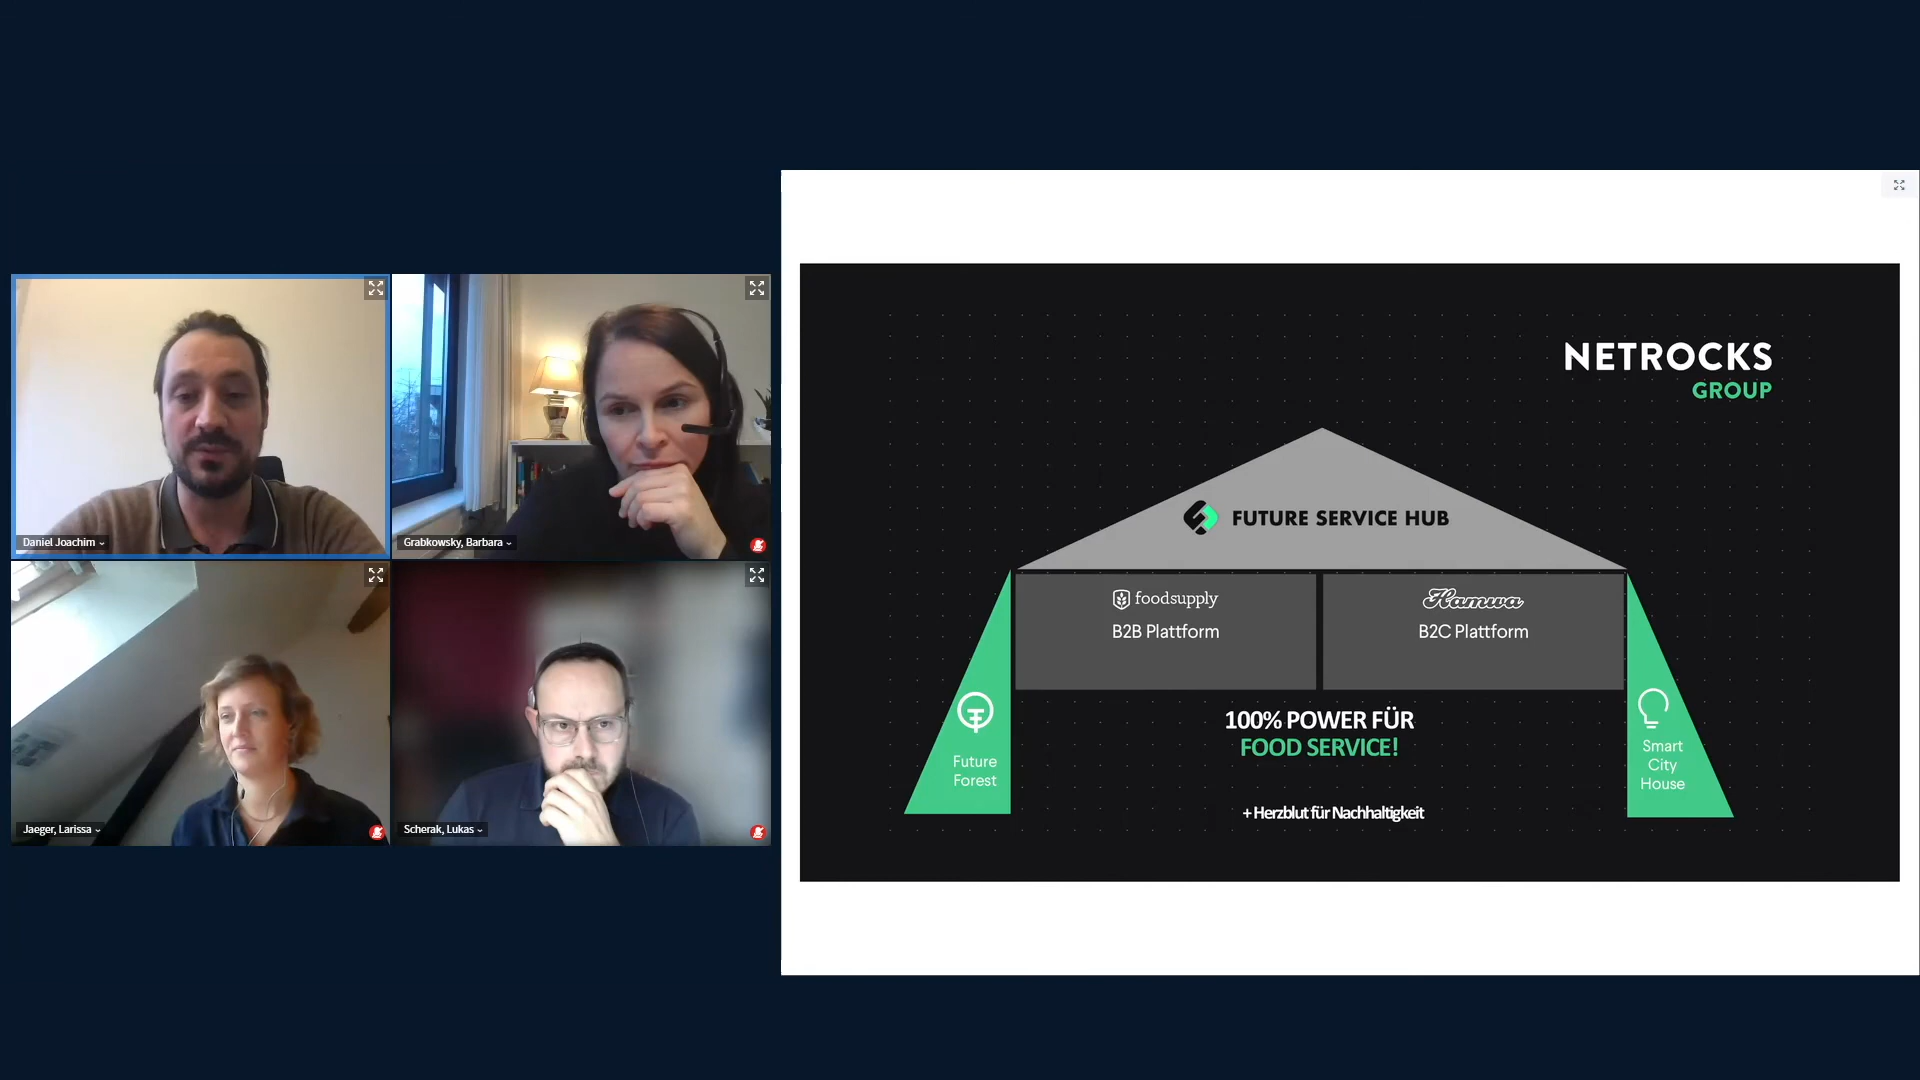 Daniel Joachim
Grabkowsky, Barbara
Jaeger, Larissa
Scherak, Lukas
NETROCKS
GROUP
FUTURE SERVICE HUB
foodsupply
B2B Plattform
Hamwa
B2C Plattform
Future
Forest
100% POWER FÜR
FOOD SERVICE!
+ Herzblut für Nachhaltigkeit
Smart
City
House